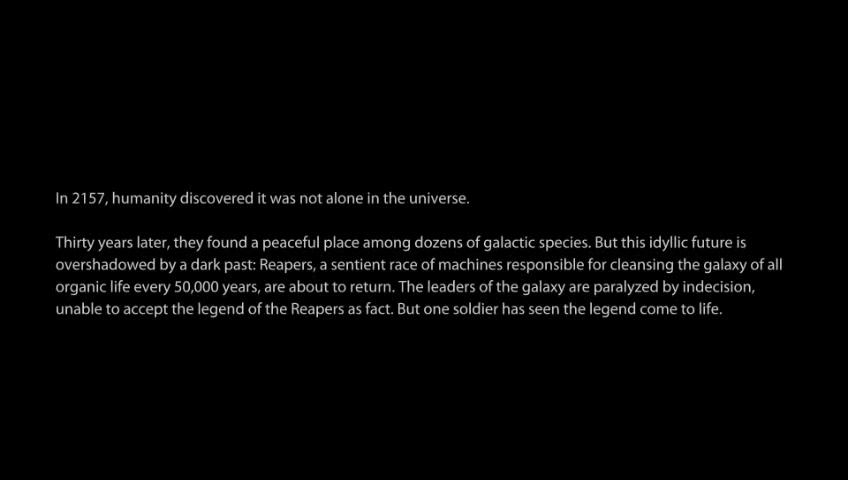 In 2157, humanity discovered it was not alone in the universe.
Thirty years later, they found a peaceful place among dozens of galactic species. But this idyllic future is
overshadowed by a dark past: Reapers, a sentient race of machines responsible for cleansing the galaxy of all
organic life every 50,000 years, are about to return. The leaders of the galaxy are paralyzed by indecision,
unable to accept the legend of the Reapers as fact. But one soldier has seen the legend come to life.